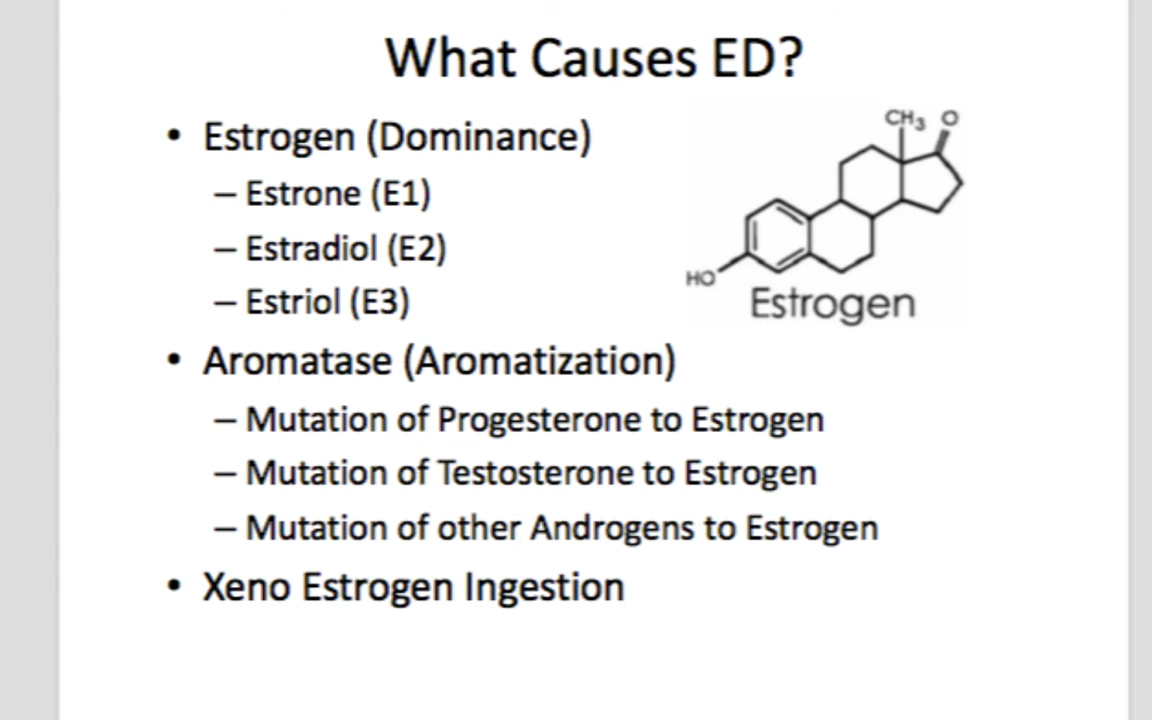 What Causes ED?
• Estrogen (Dominance)
– Estrone (E1)
– Estradiol (E2)
– Estriol (E3)
CH3 O
HO
Estrogen
• Aromatase (Aromatization)
– Mutation of Progesterone to Estrogen
– Mutation of Testosterone to Estrogen
– Mutation of other Androgens to Estrogen
• Xeno Estrogen Ingestion